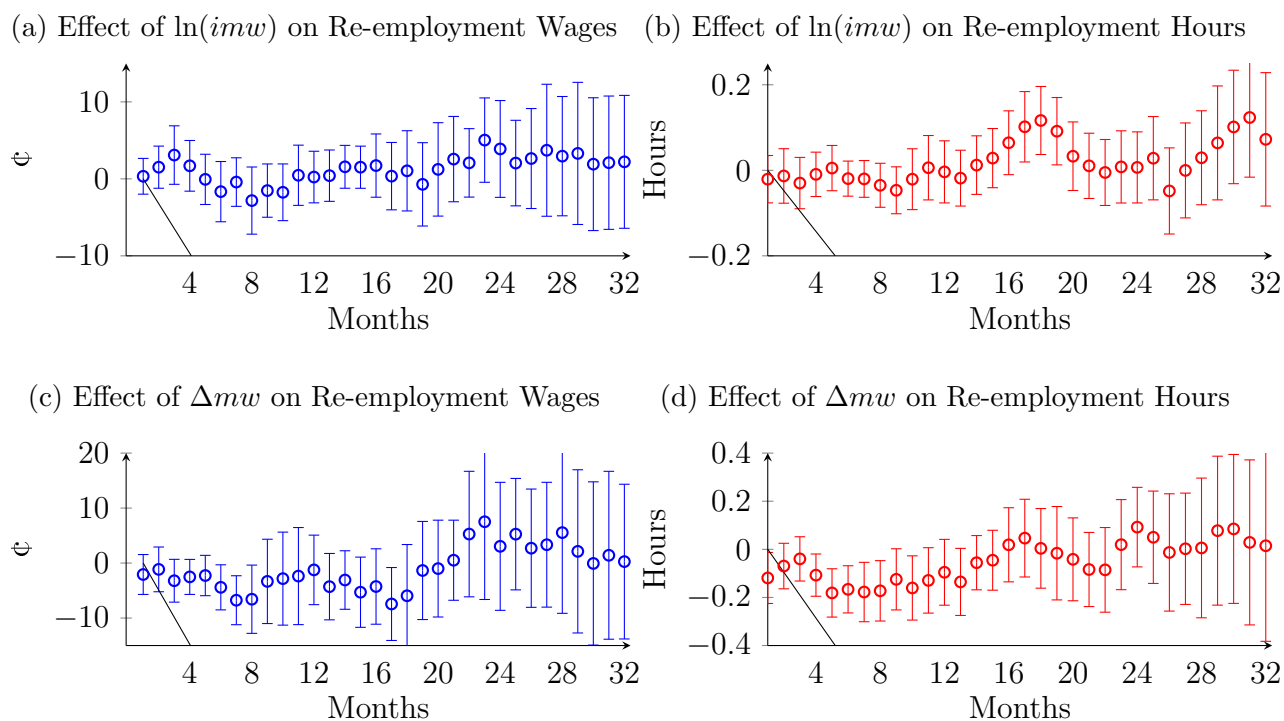 (a) Effect of ln(imw) on Re-employment Wages
10
0
−10
¢
4 8 12 16 20 24 28 32
Months
(b) Effect of ln(imw) on Re-employment Hours
0.2
0
−0.2
Hours
4 8 12 16 20 24 28 32
Months
(c) Effect of Δmw on Re-employment Wages
20
10
0
−10
¢
4 8 12 16 20 24 28 32
Months
(d) Effect of Δmw on Re-employment Hours
0.4
0.2
0
−0.2
−0.4
Hours
4 8 12 16 20 24 28 32
Months